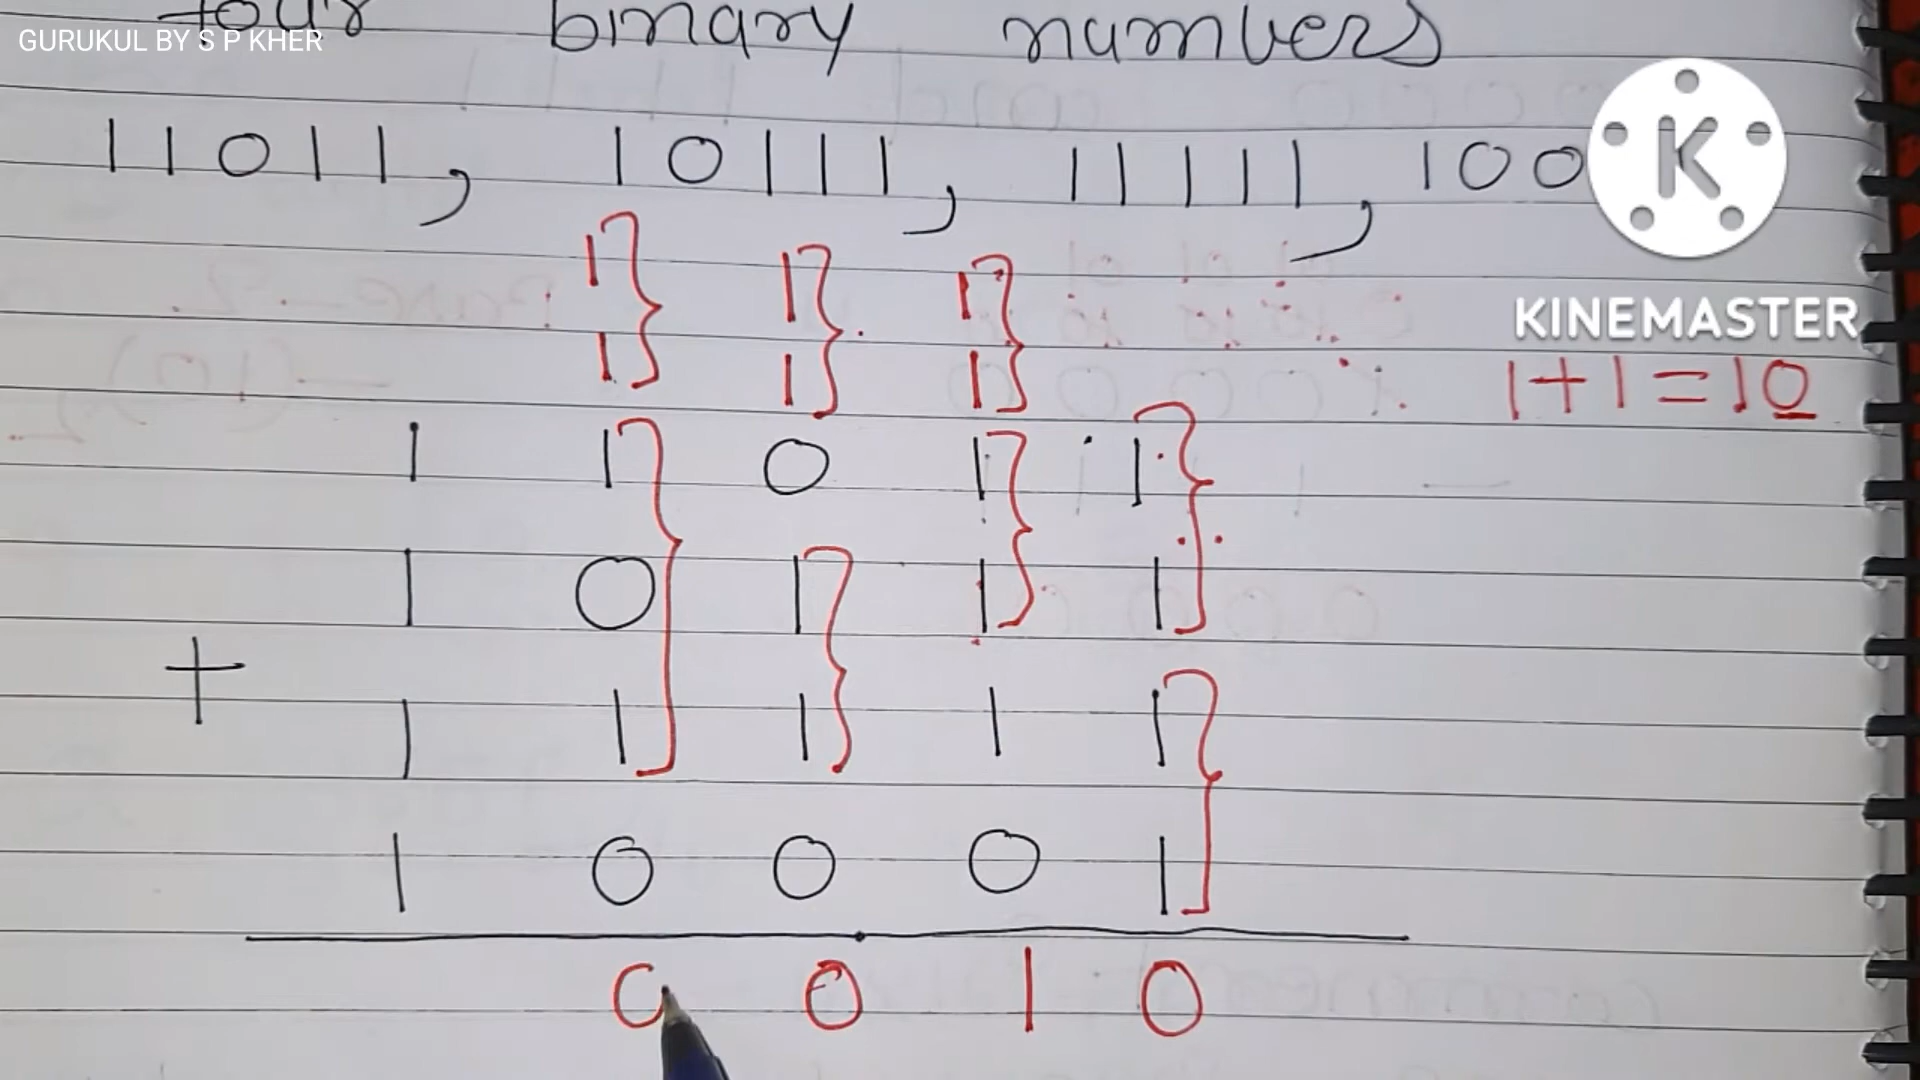 GURUKUL BY S P KHER
four binary numbers
11011, 10111, 11111, 100
KINEMASTER
1 1 1
1 1 1 1+1=10
1 1 0 1 1
1 0 1 1 1
+ 1 1 1 1 1
1 0 0 0 1
0 0 1 0